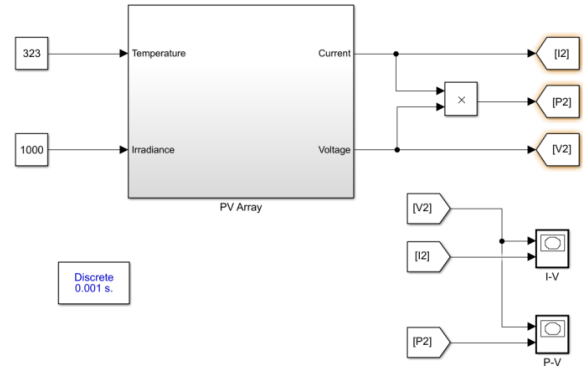 323
Temperature
Current
[I2]
×
[P2]
1000
Irradiance
Voltage
[V2]
PV Array
[V2]
[I2]
I-V
Discrete
0.001 s.
[P2]
P-V